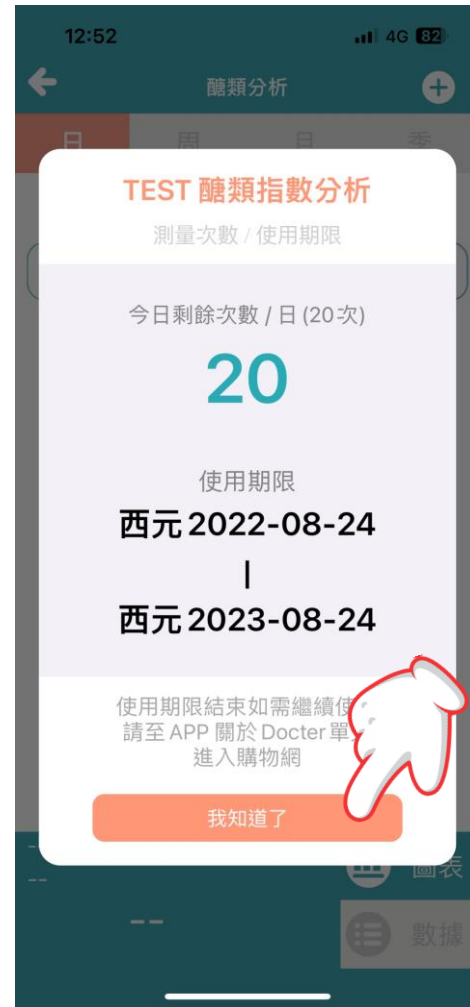 12:52 4G 82
醣類分析
日 周 月 季
TEST 醣類指數分析
測量次數 / 使用期限
今日剩餘次數 / 日 (20次)
20
使用期限
西元 2022-08-24
|
西元 2023-08-24
使用期限結束如需繼續使
請至 APP 關於 Docter 單
進入購物網
我知道了
--
--
--
圖表
數據